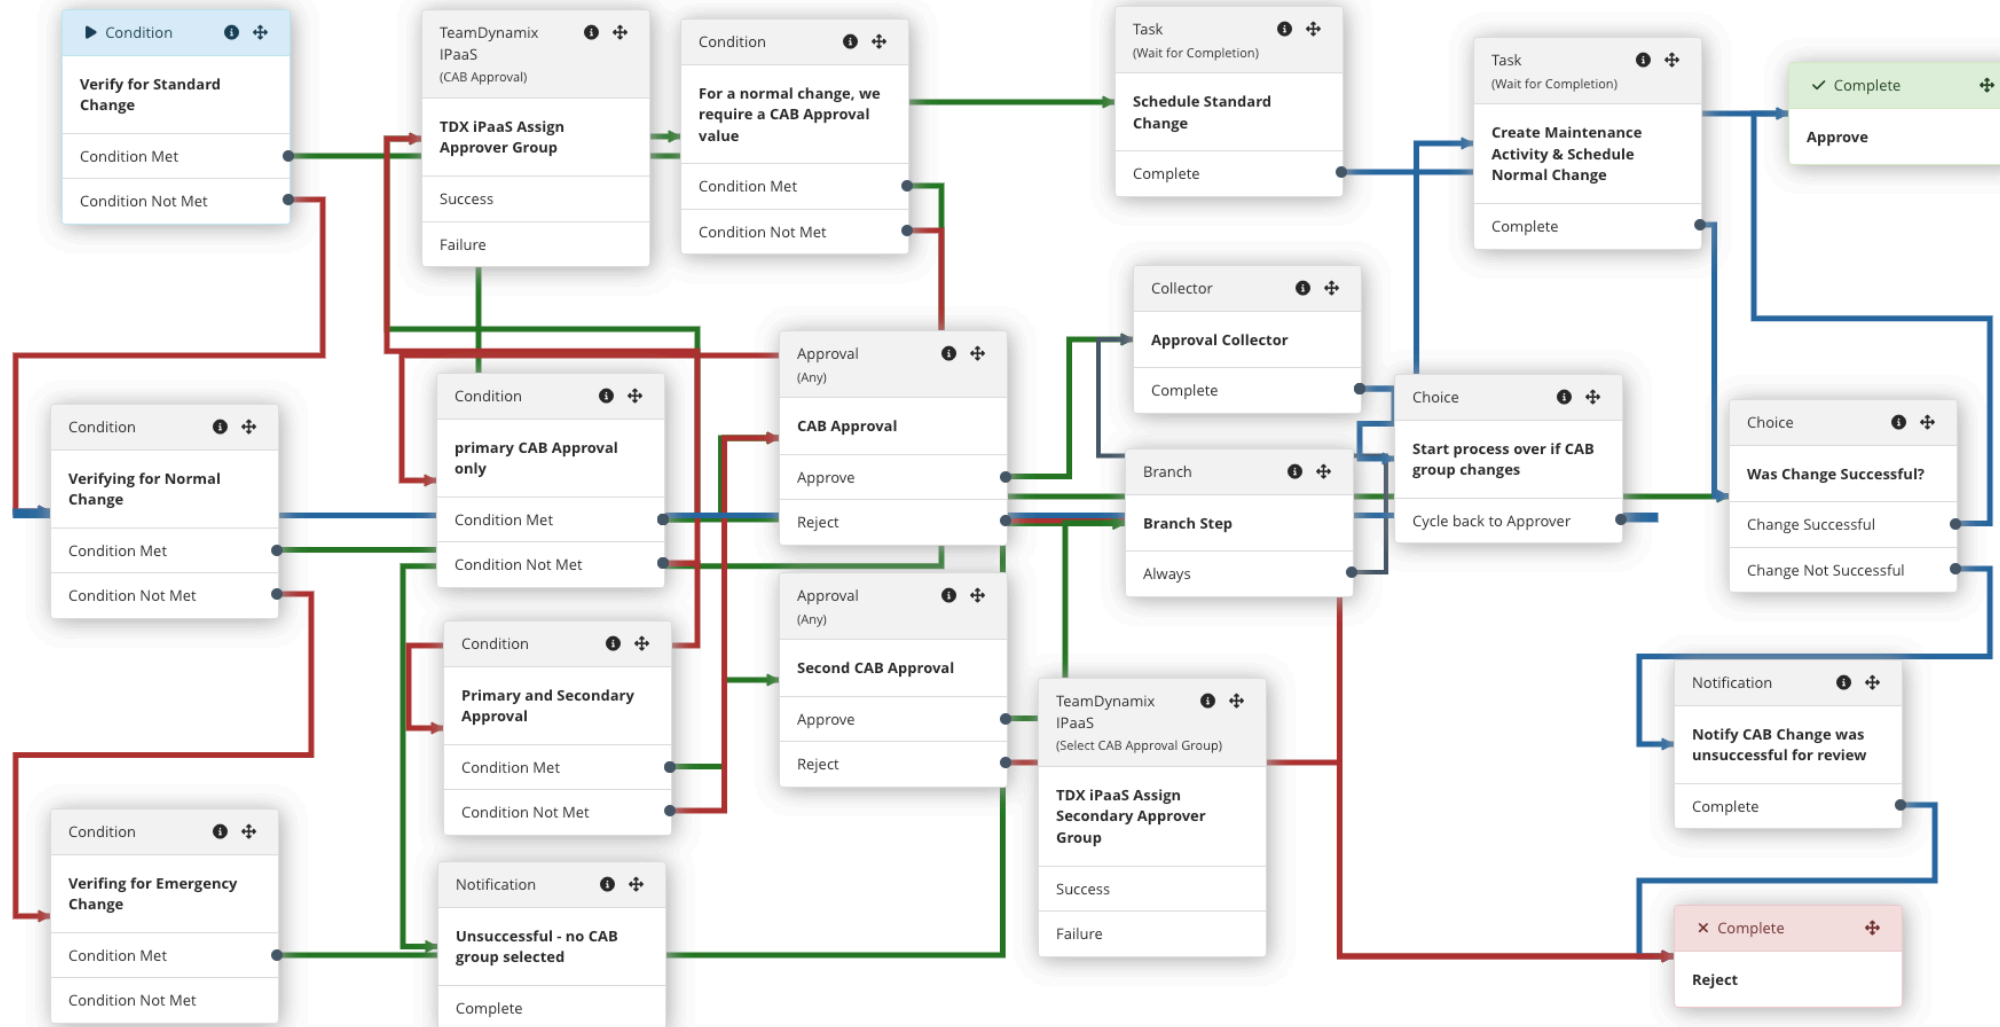 Condition
Verify for Standard
Change
Condition Met
Condition Not Met
TeamDynamix
IPaaS
(CAB Approval)
TDX iPaaS Assign
Approver Group
Success
Failure
Condition
For a normal change, we
require a CAB Approval
value
Condition Met
Condition Not Met
Task
(Wait for Completion)
Schedule Standard
Change
Complete
Task
(Wait for Completion)
Create Maintenance
Activity & Schedule
Normal Change
Complete
Complete
Approve
Collector
Approval Collector
Complete
Approval
(Any)
CAB Approval
Approve
Reject
Condition
primary CAB Approval
only
Condition Met
Condition Not Met
Condition
Verifying for Normal
Change
Condition Met
Condition Not Met
Branch
Branch Step
Always
Choice
Start process over if CAB
group changes
Cycle back to Approver
Choice
Was Change Successful?
Change Successful
Change Not Successful
Approval
(Any)
Second CAB Approval
Approve
Reject
Condition
Primary and Secondary
Approval
Condition Met
Condition Not Met
TeamDynamix
IPaaS
(Select CAB Approval Group)
TDX iPaaS Assign
Secondary Approver
Group
Success
Failure
Notification
Notify CAB Change was
unsuccessful for review
Complete
Condition
Verifing for Emergency
Change
Condition Met
Condition Not Met
Notification
Unsuccessful - no CAB
group selected
Complete
Complete
Reject